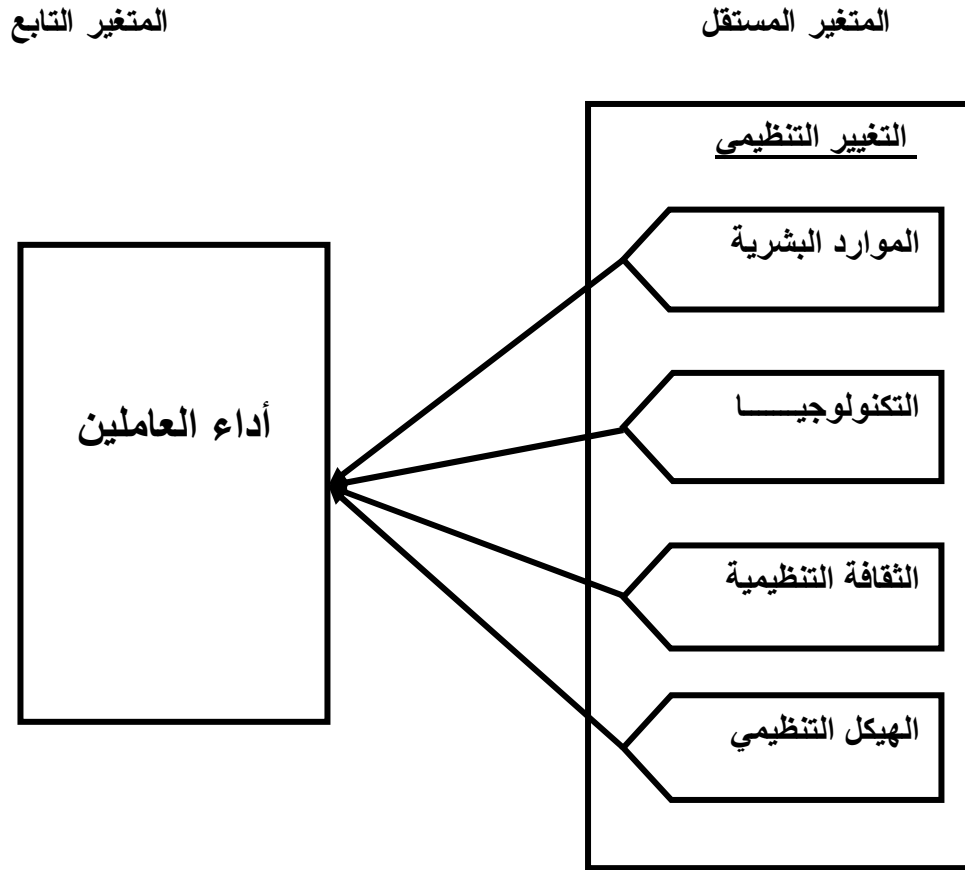 المتغير المستقل
المتغير التابع
التغيير التنظيمي
الموارد البشرية
التكنولوجيـــــا
الثقافة التنظيمية
الهيكل التنظيمي
أداء العاملين